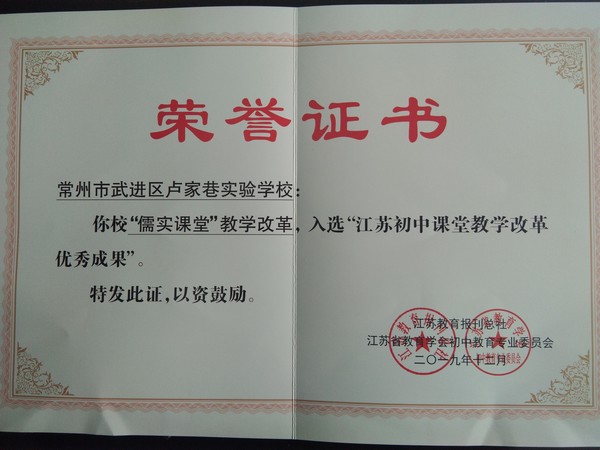 荣誉证书
常州市武进区卢家巷实验学校：
你校“儒实课堂”教学改革，入选“江苏初中课堂教学改革
优秀成果”。
特发此证，以资鼓励。
江苏教育报刊总社
江苏省教育学会初中教育专业委员会
二〇一九年十二月